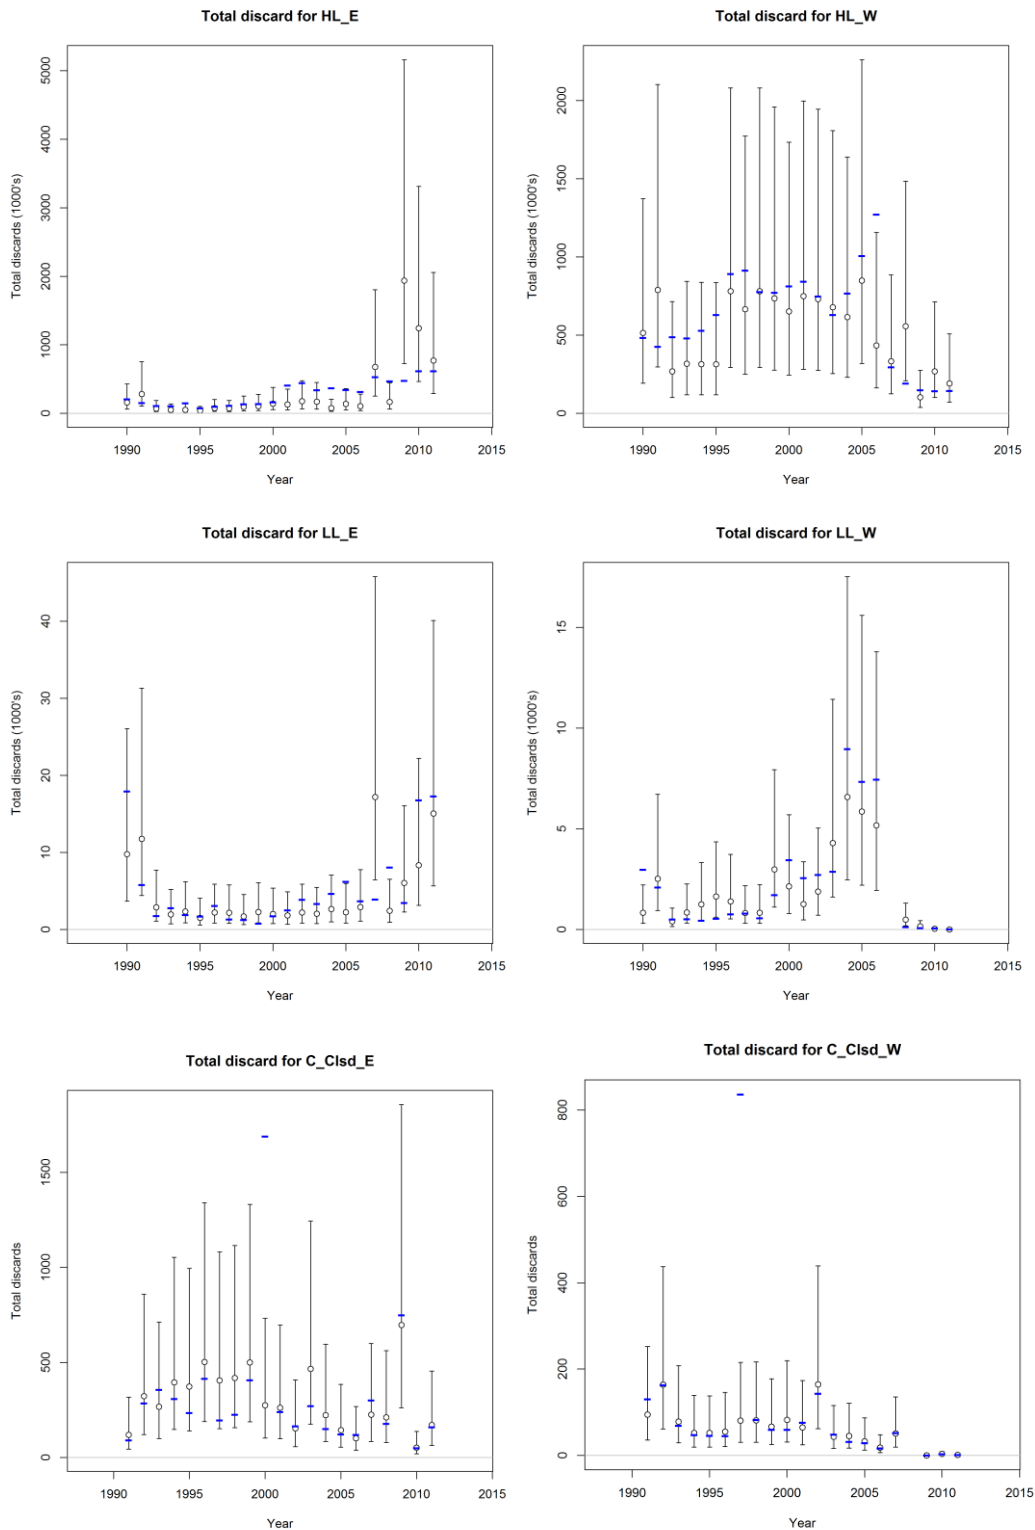 Total discard for HL_E
Total discards (1000's)
5000
4000
3000
2000
1000
0
1990 1995 2000 2005 2010 2015
Year
Total discard for HL_W
Total discards (1000's)
2000
1500
1000
500
0
1990 1995 2000 2005 2010 2015
Year
Total discard for LL_E
Total discards (1000's)
40
30
20
10
0
1990 1995 2000 2005 2010 2015
Year
Total discard for LL_W
Total discards (1000's)
15
10
5
0
1990 1995 2000 2005 2010 2015
Year
Total discard for C_Clsd_E
Total discards
1500
1000
500
0
1990 1995 2000 2005 2010 2015
Year
Total discard for C_Clsd_W
Total discards
800
600
400
200
0
1990 1995 2000 2005 2010 2015
Year